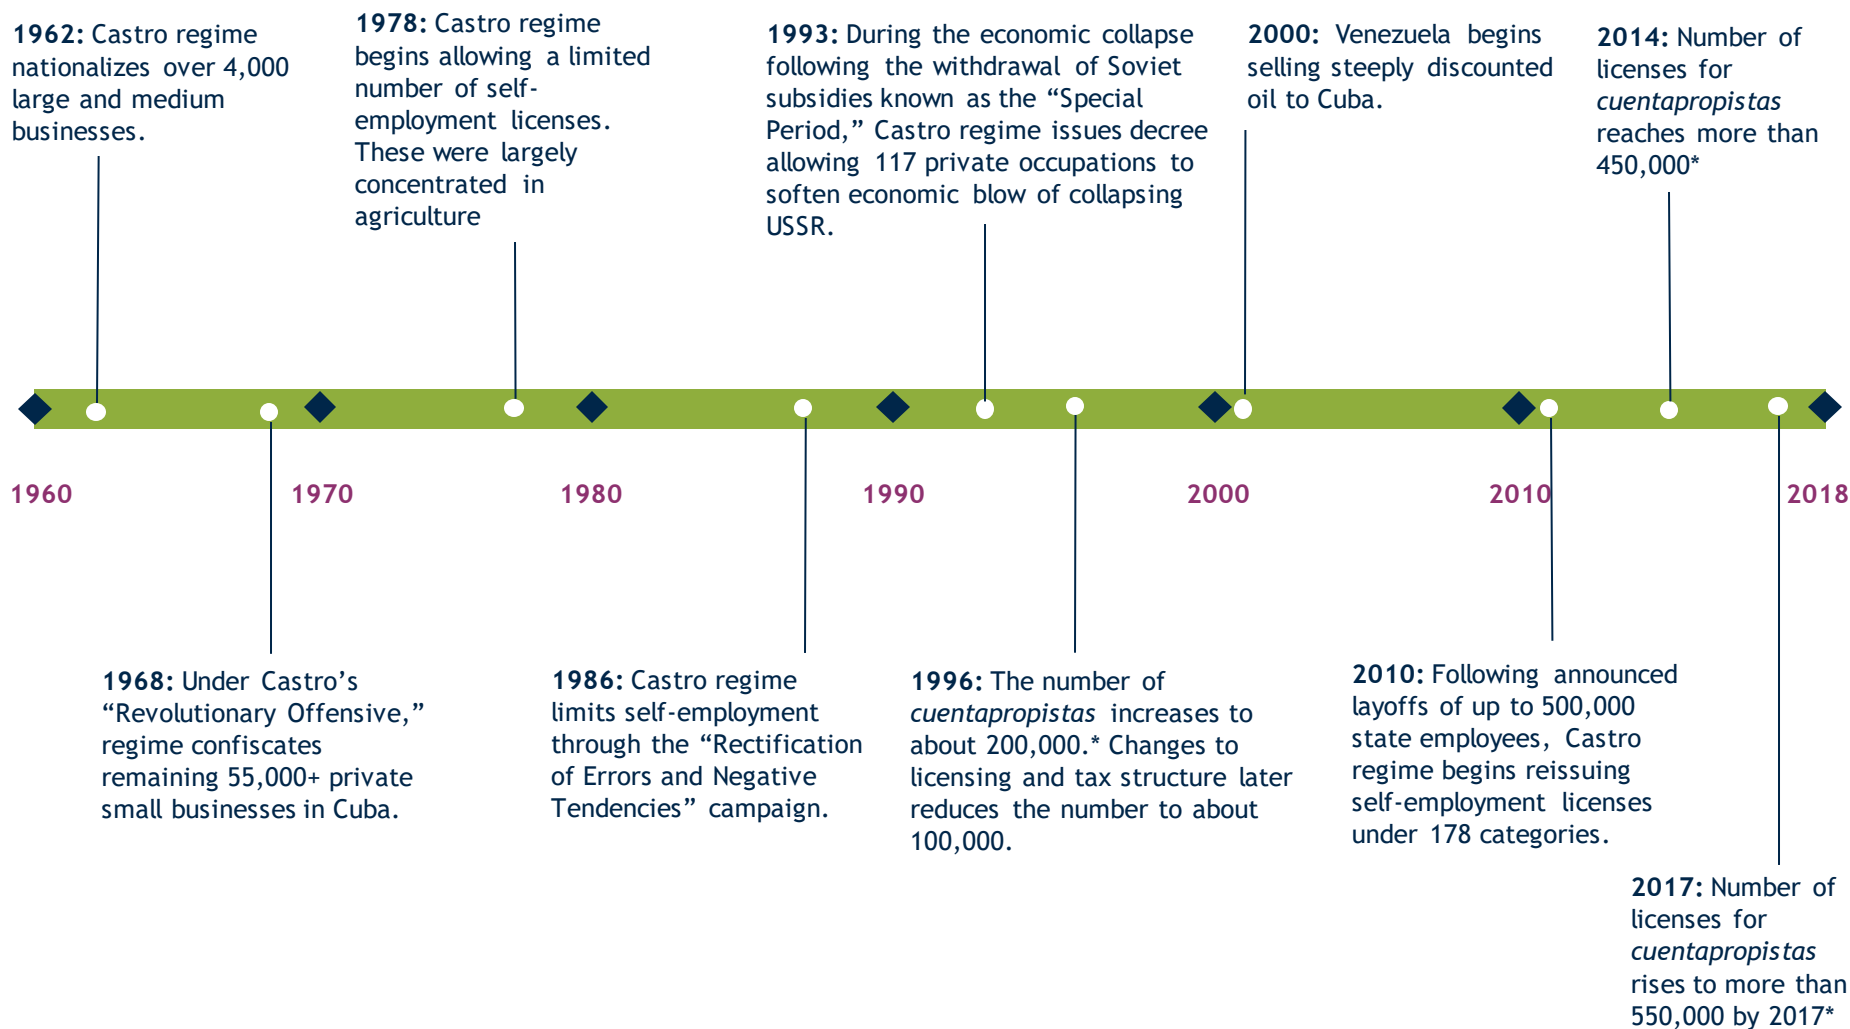 1962: Castro regime
nationalizes over 4,000
large and medium
businesses.
1978: Castro regime
begins allowing a limited
number of self-
employment licenses.
These were largely
concentrated in
agriculture
1993: During the economic collapse
following the withdrawal of Soviet
subsidies known as the “Special
Period,” Castro regime issues decree
allowing 117 private occupations to
soften economic blow of collapsing
USSR.
2000: Venezuela begins
selling steeply discounted
oil to Cuba.
2014: Number of
licenses for
cuentapropistas
reaches more than
450,000*
1960 1970 1980 1990 2000 2010 2018
1968: Under Castro’s
“Revolutionary Offensive,”
regime confiscates
remaining 55,000+ private
small businesses in Cuba.
1986: Castro regime
limits self-employment
through the “Rectification
of Errors and Negative
Tendencies” campaign.
1996: The number of
cuentapropistas increases to
about 200,000.* Changes to
licensing and tax structure later
reduces the number to about
100,000.
2010: Following announced
layoffs of up to 500,000
state employees, Castro
regime begins reissuing
self-employment licenses
under 178 categories.
2017: Number of
licenses for
cuentapropistas
rises to more than
550,000 by 2017*